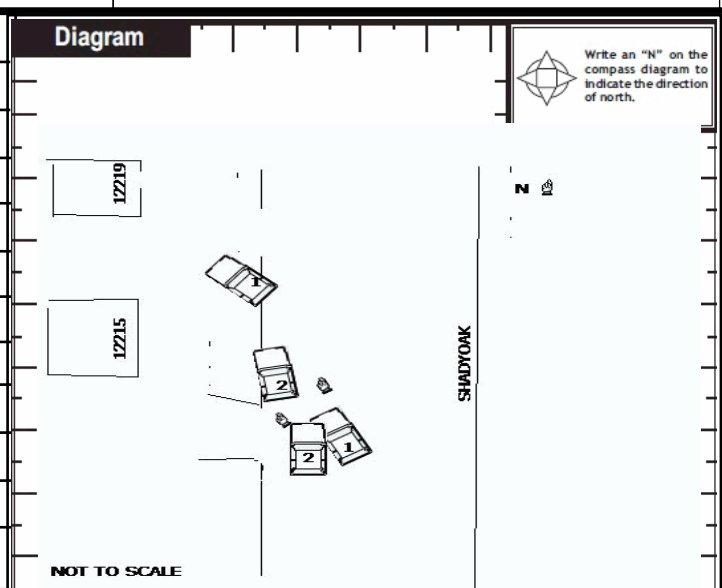 Diagram
Write an “N” on the
compass diagram to
indicate the direction
of north.
12219
N
1
12215
SHADYOAK
2
1
2
NOT TO SCALE